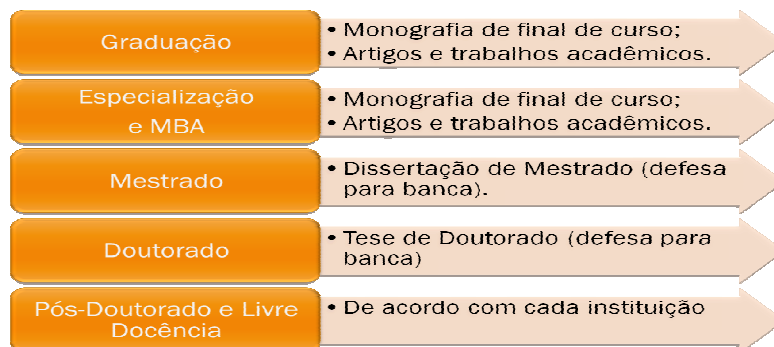 Graduação
• Monografia de final de curso;
• Artigos e trabalhos acadêmicos.
Especialização
e MBA
• Monografia de final de curso;
• Artigos e trabalhos acadêmicos.
Mestrado
• Dissertação de Mestrado (defesa
para banca).
Doutorado
• Tese de Doutorado (defesa para
banca)
Pós-Doutorado e Livre
Docência
• De acordo com cada instituição